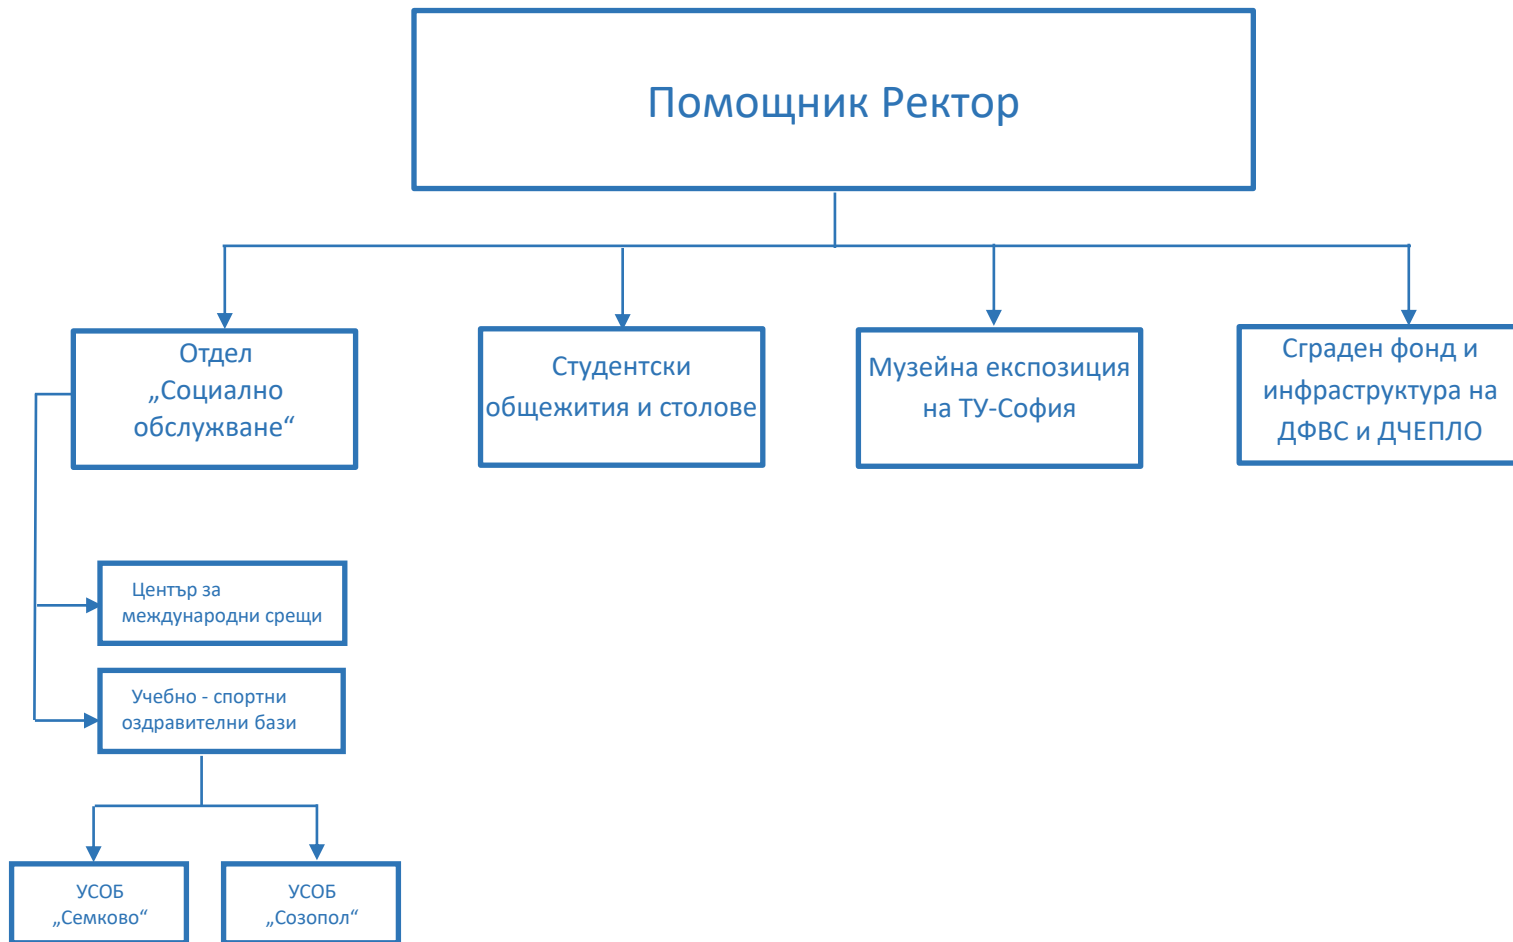 Помощник Ректор
Отдел
„Социално
обслужване“
Студентски
общежития и столове
Музейна експозиция
на ТУ-София
Сграден фонд и
инфраструктура на
ДФВС и ДЧЕПЛО
Център за
международни срещи
Учебно - спортни
оздравителни бази
УСОБ
„Семково“
УСОБ
„Созопол“